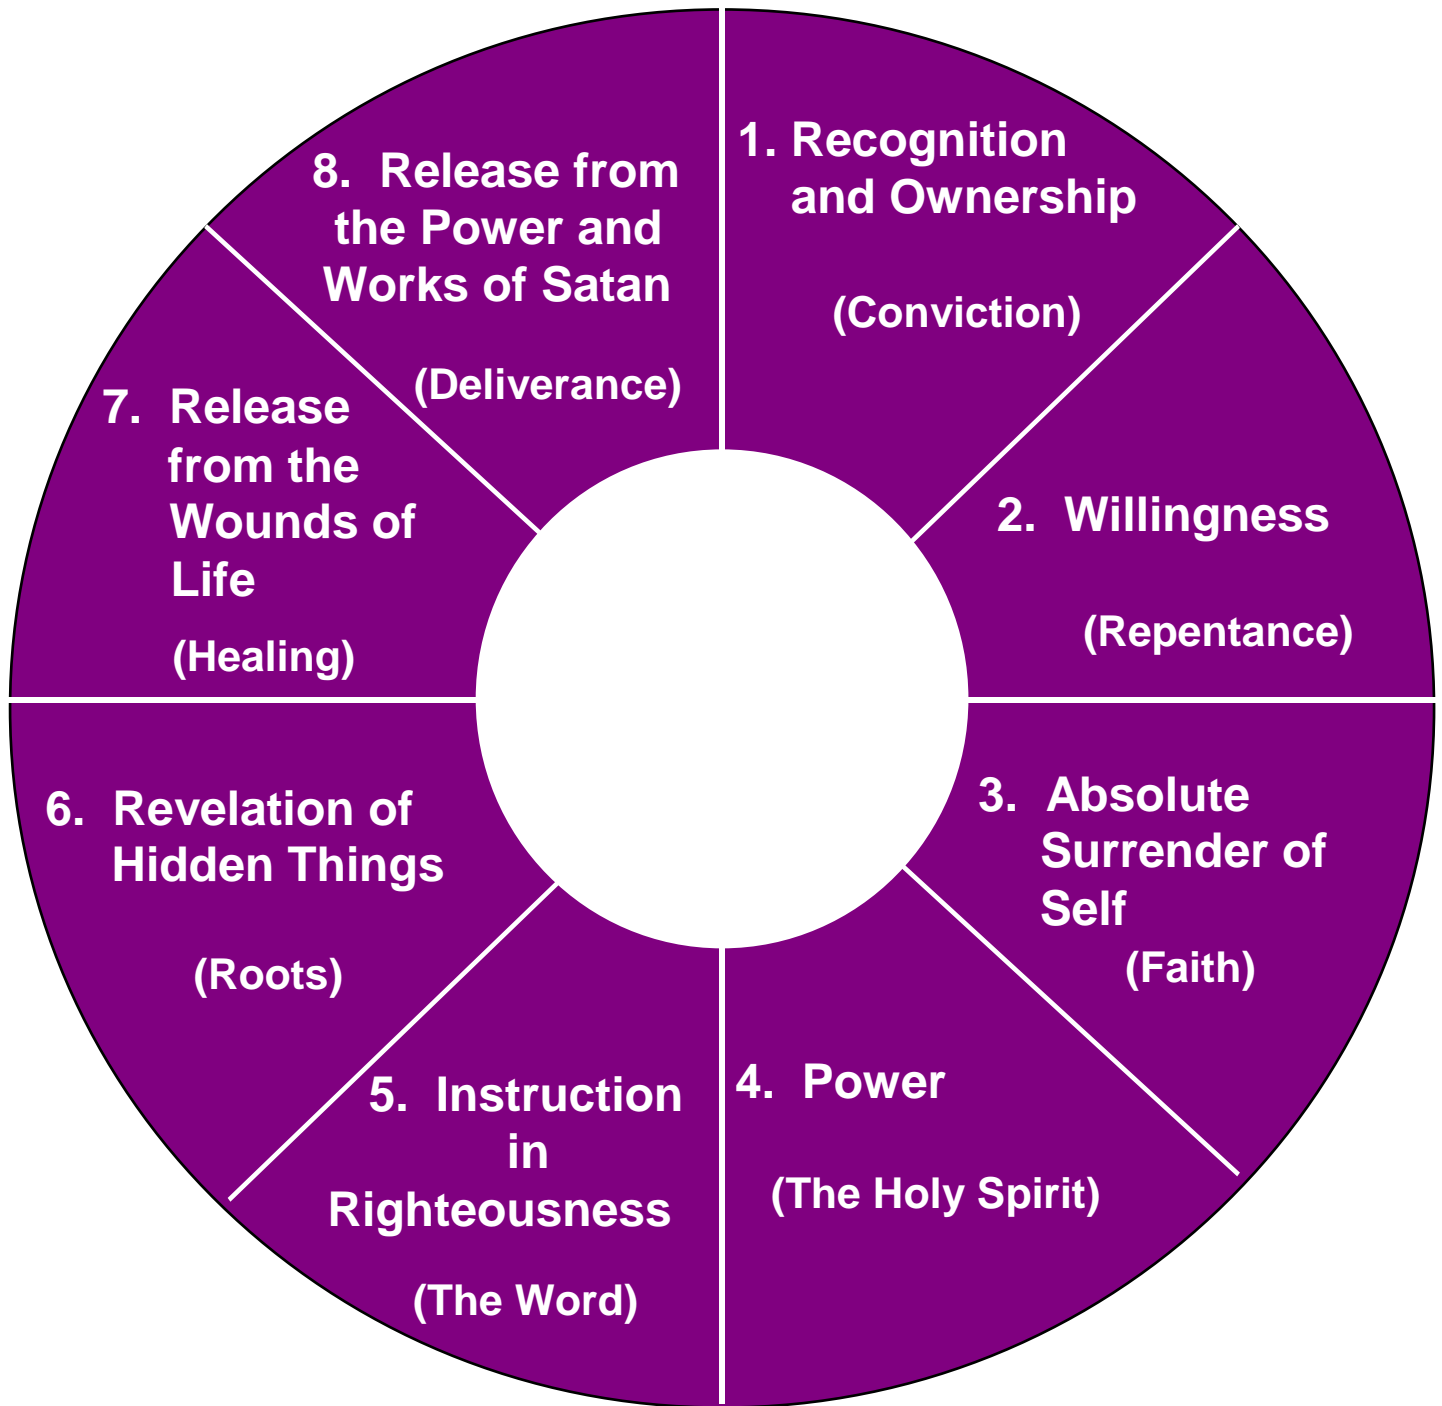 1. Recognition
and Ownership
(Conviction)
2. Willingness
(Repentance)
3. Absolute
Surrender of
Self
(Faith)
4. Power
(The Holy Spirit)
5. Instruction
in
Righteousness
(The Word)
6. Revelation of
Hidden Things
(Roots)
7. Release
from the
Wounds of
Life
(Healing)
8. Release from
the Power and
Works of Satan
(Deliverance)